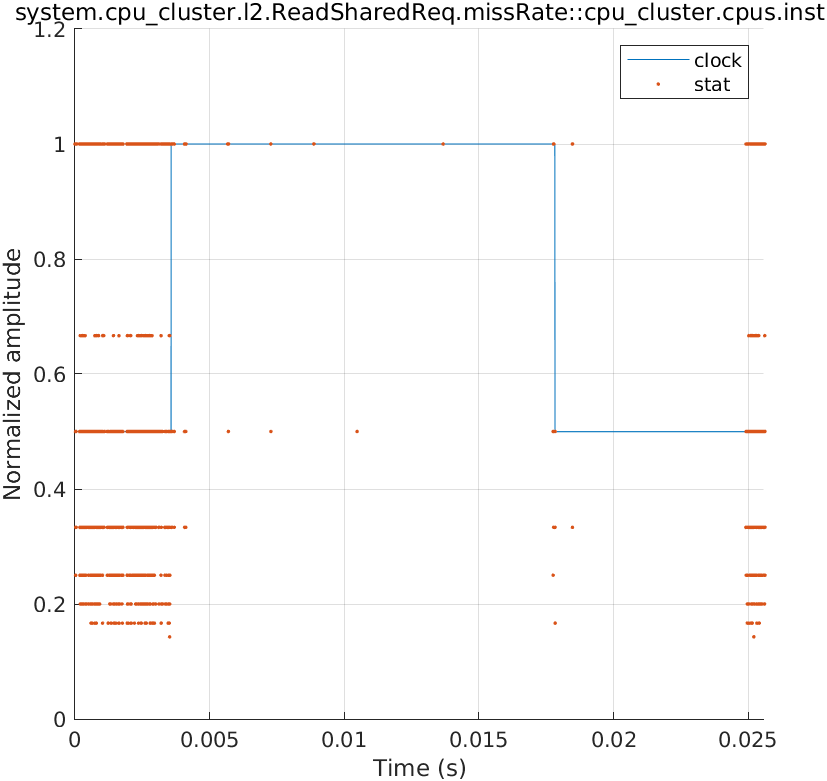 system.cpu_cluster.l2.ReadSharedReq.missRate::cpu_cluster.cpus.inst
1.2
1
0.8
0.6
0.4
0.2
0
Normalized amplitude
clock
stat
0 0.005 0.01 0.015 0.02 0.025
Time (s)